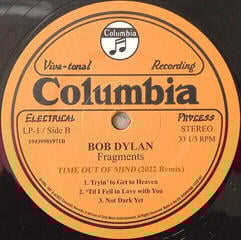 Columbia
Viva-tonal Recording
Columbia
ELECTRICAL PROCESS
LP-1 / Side B STEREO
19439981971B 33 1/3 RPM
BOB DYLAN
Fragments
TIME OUT OF MIND (2022 Remix)
1. Tryin' to Get to Heaven
2. 'Til I Fell in Love with You
3. Not Dark Yet